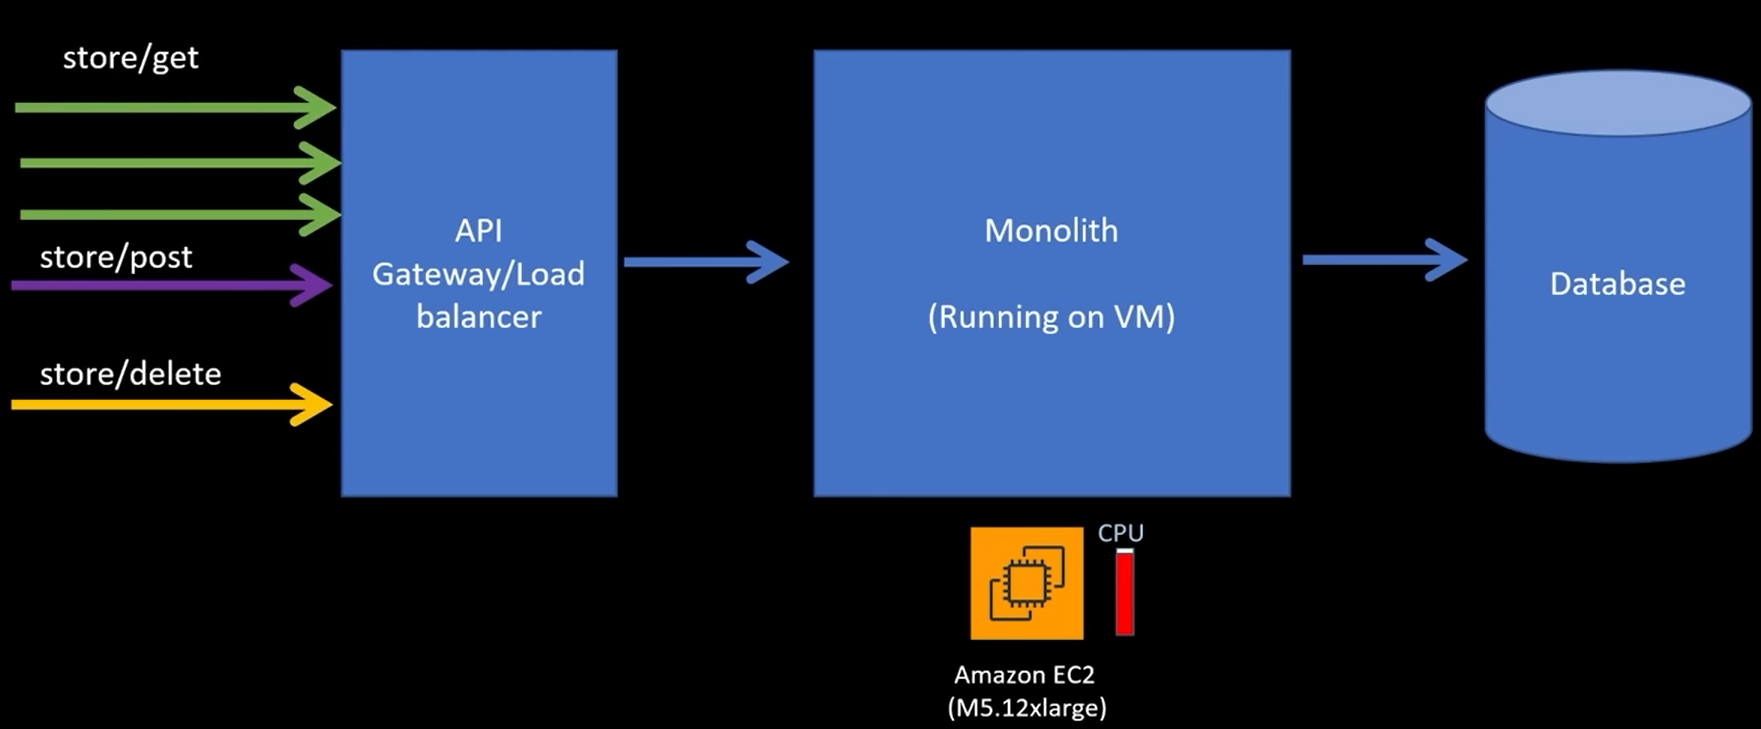 store/get
store/post
store/delete
API
Gateway/Load
balancer
Monolith
(Running on VM)
Database
CPU
Amazon EC2
(M5.12xlarge)